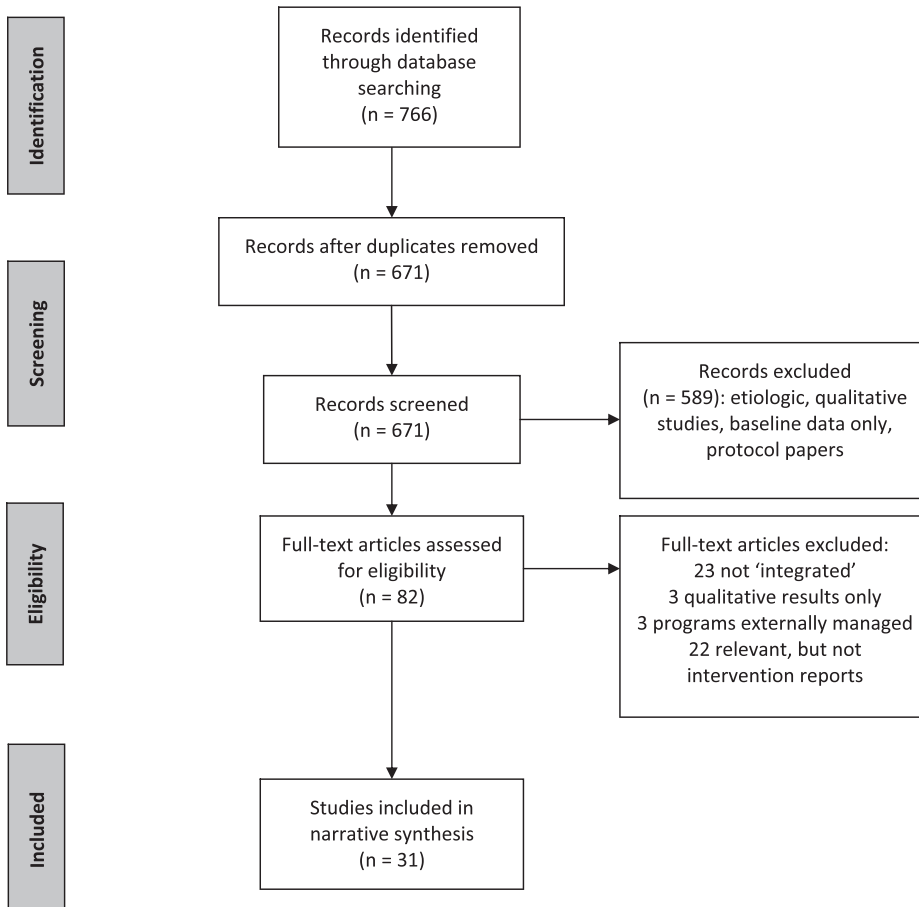 Identification
Records identified
through database
searching
(n = 766)
Records after duplicates removed
(n = 671)
Screening
Records screened
(n = 671)
Records excluded
(n = 589): etiologic, qualitative
studies, baseline data only,
protocol papers
Eligibility
Full-text articles assessed
for eligibility
(n = 82)
Full-text articles excluded:
23 not ‘integrated’
3 qualitative results only
3 programs externally managed
22 relevant, but not
intervention reports
Included
Studies included in
narrative synthesis
(n = 31)